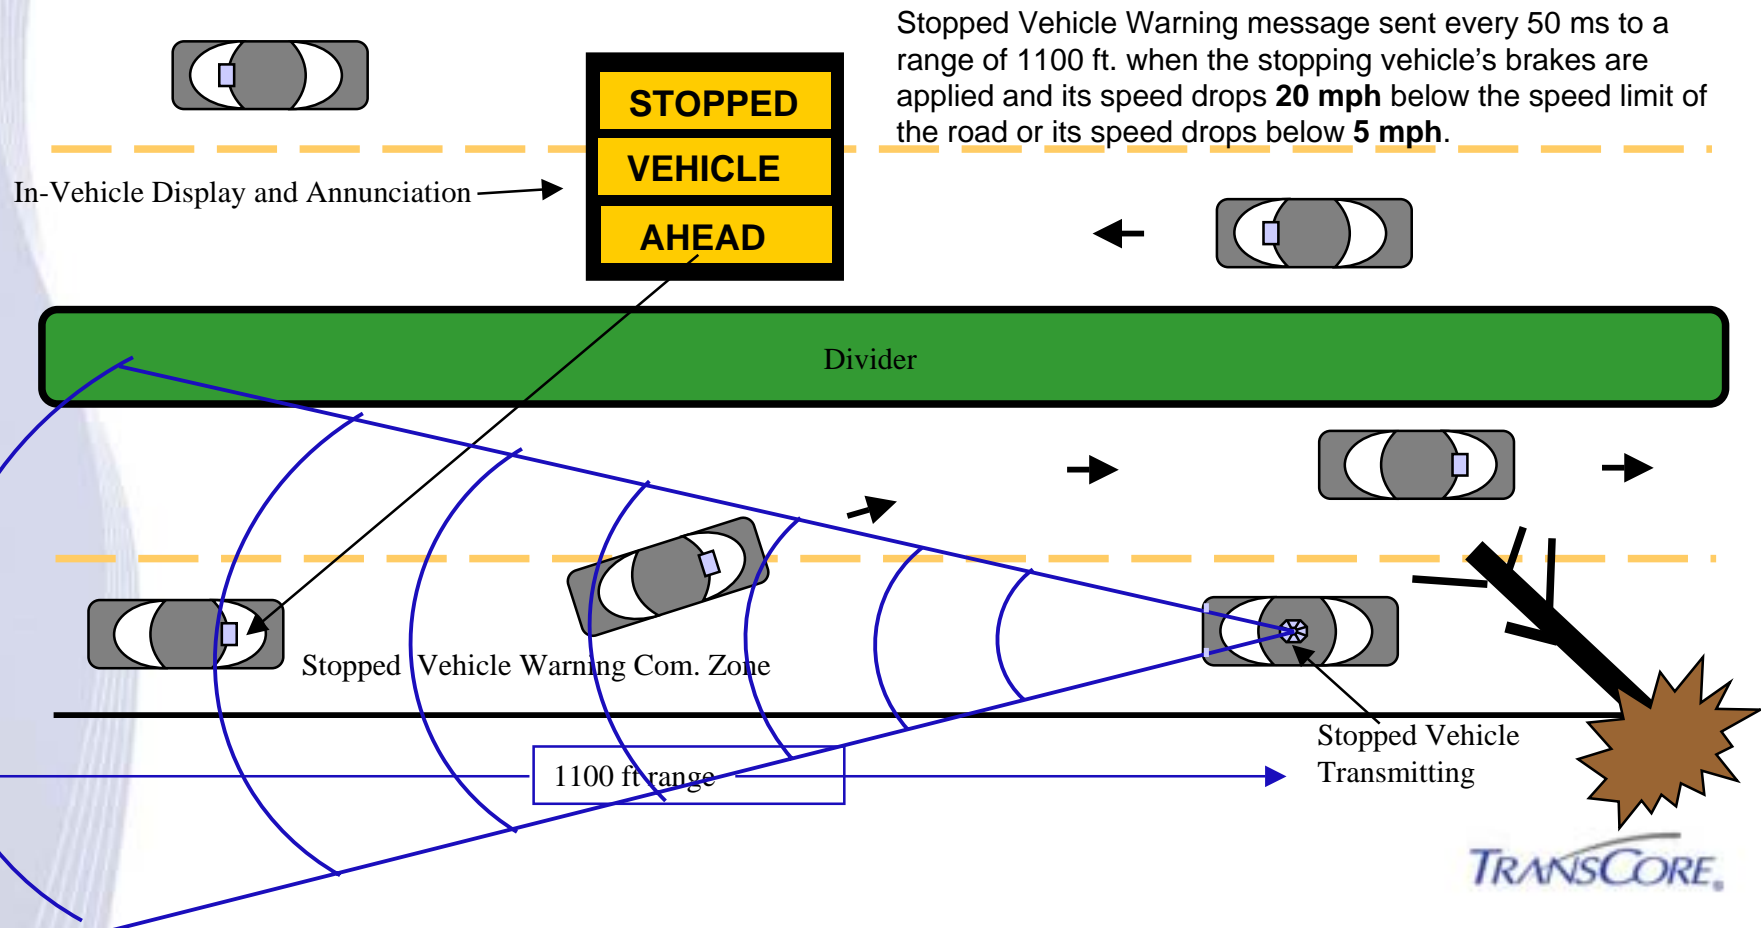 Stopped Vehicle Warning message sent every 50 ms to a
range of 1100 ft. when the stopping vehicle's brakes are
applied and its speed drops 20 mph below the speed limit of
the road or its speed drops below 5 mph.
STOPPED
VEHICLE
AHEAD
In-Vehicle Display and Annunciation
Divider
Stopped Vehicle Warning Com. Zone
Stopped Vehicle
Transmitting
1100 ft range
TRANSCORE®